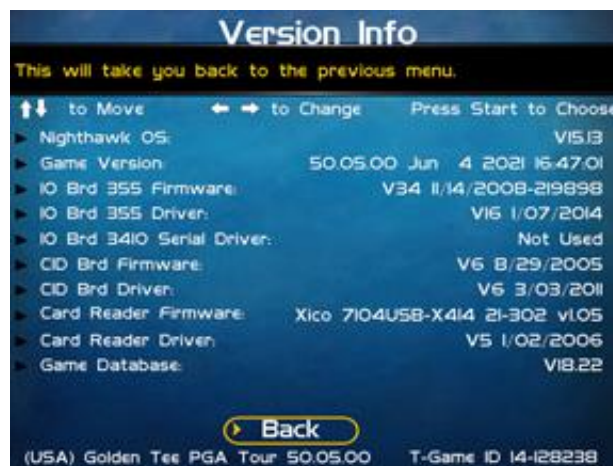 Version Info
This will take you back to the previous menu.
to Move to Change Press Start to Choose
Nighthawk OS: V15.13
Game Version: 50.05.00 Jun 4 2021 16:47:01
IO Brd 355 Firmware: V34 11/14/2008-219898
IO Brd 355 Driver: V16 1/07/2014
IO Brd 3410 Serial Driver: Not Used
CID Brd Firmware: V6 8/29/2005
CID Brd Driver: V6 3/03/2011
Card Reader Firmware: Xico 7104USB-X414 21-302 v1.05
Card Reader Driver: V5 1/02/2006
Game Database: V18.22
Back
(USA) Golden Tee PGA Tour 50.05.00 T-Game ID 14-128238